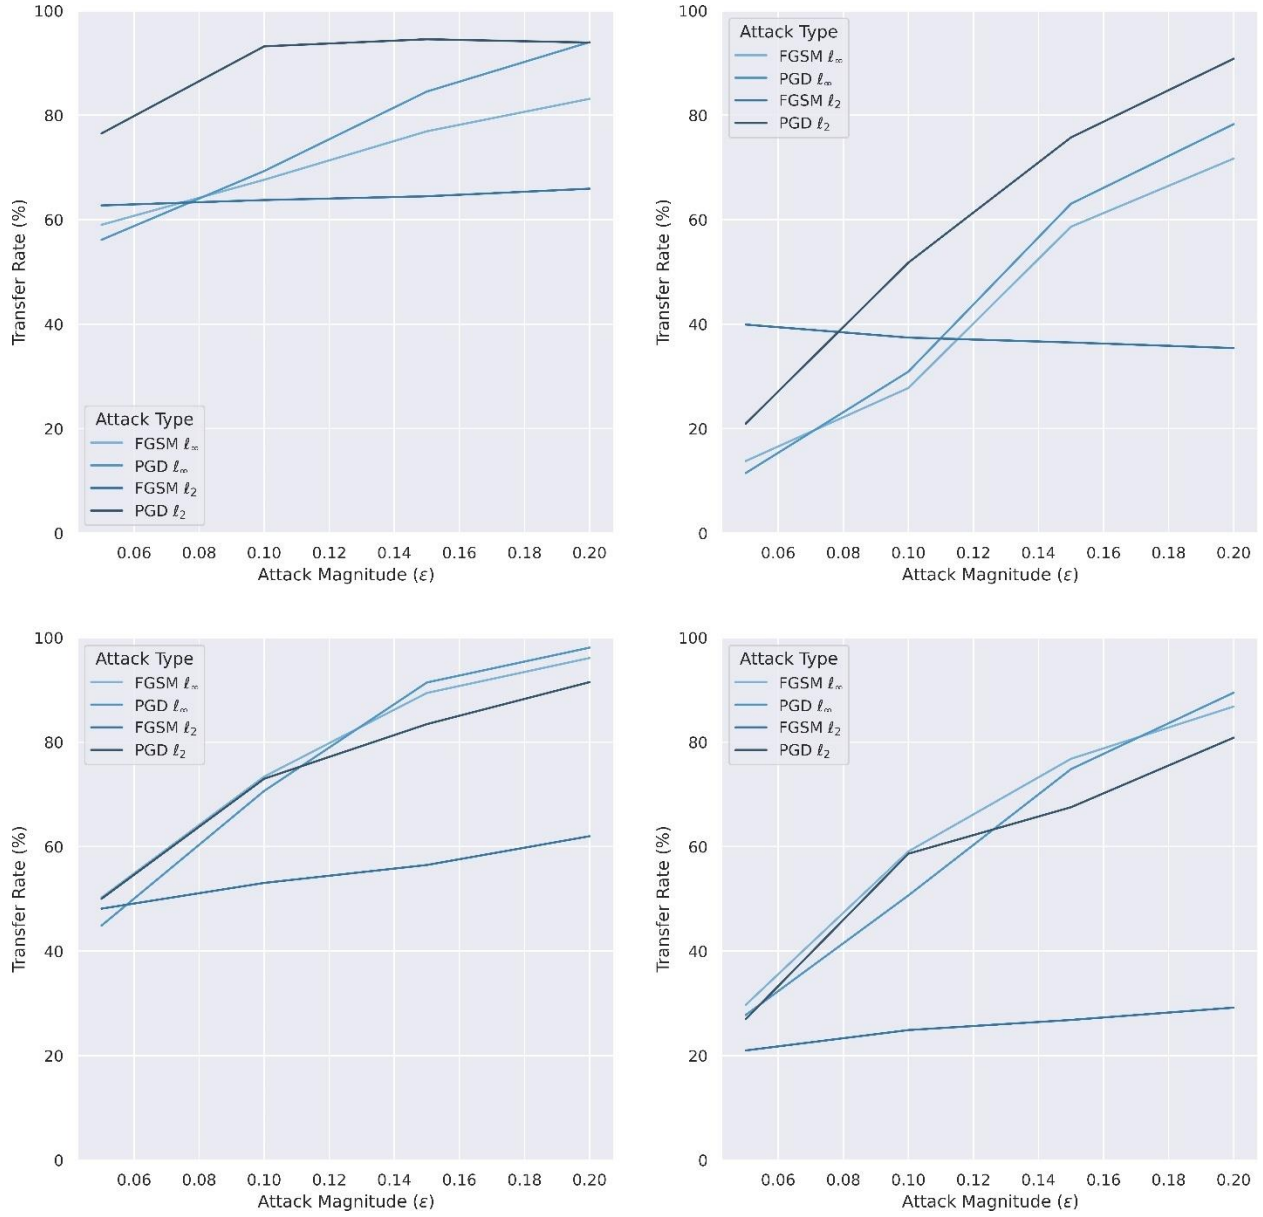 100
80
60
40
20
0
Transfer Rate (%)
Attack Type
FGSM ℓ∞
PGD ℓ∞
FGSM ℓ2
PGD ℓ2
0.06 0.08 0.10 0.12 0.14 0.16 0.18 0.20
Attack Magnitude (ε)
100
80
60
40
20
0
Transfer Rate (%)
Attack Type
FGSM ℓ∞
PGD ℓ∞
FGSM ℓ2
PGD ℓ2
0.06 0.08 0.10 0.12 0.14 0.16 0.18 0.20
Attack Magnitude (ε)
100
80
60
40
20
0
Transfer Rate (%)
Attack Type
FGSM ℓ∞
PGD ℓ∞
FGSM ℓ2
PGD ℓ2
0.06 0.08 0.10 0.12 0.14 0.16 0.18 0.20
Attack Magnitude (ε)
100
80
60
40
20
0
Transfer Rate (%)
Attack Type
FGSM ℓ∞
PGD ℓ∞
FGSM ℓ2
PGD ℓ2
0.06 0.08 0.10 0.12 0.14 0.16 0.18 0.20
Attack Magnitude (ε)